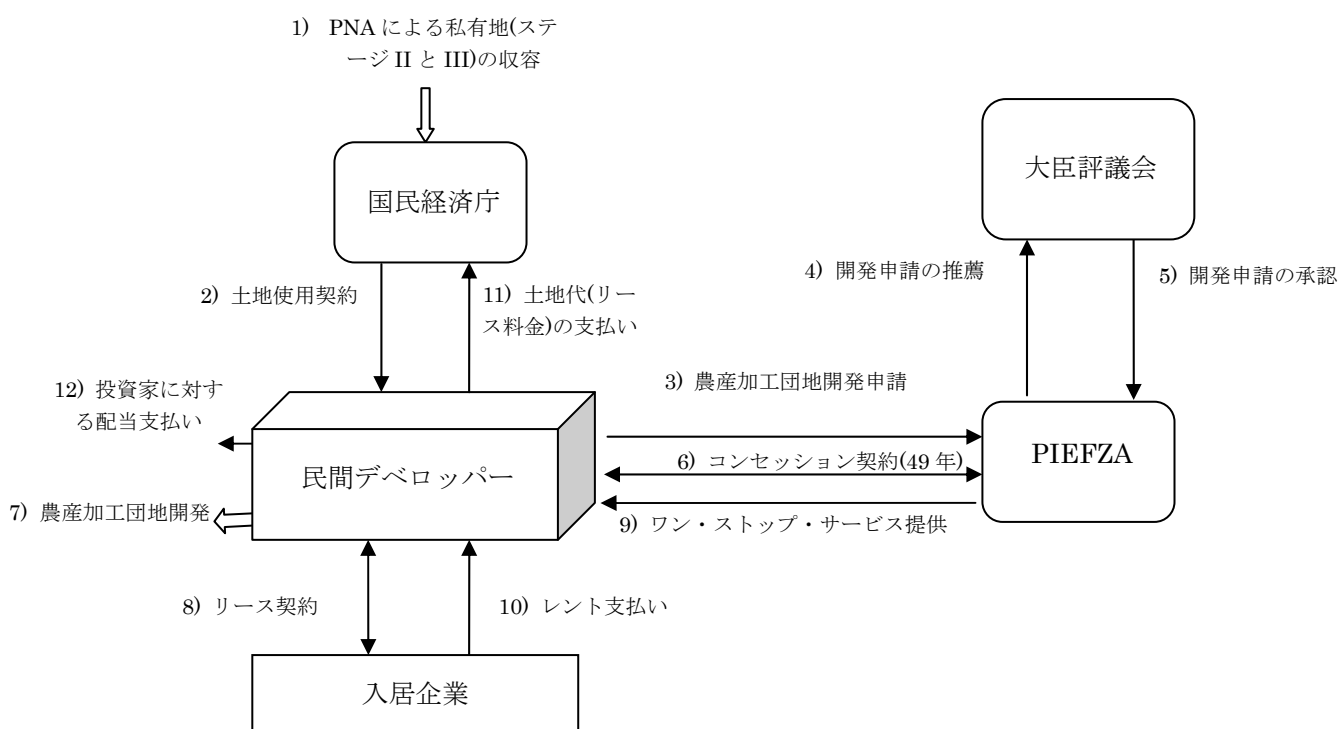 1) PNA による私有地(ステ
ージ II と III)の収容
国民経済庁
大臣評議会
4) 開発申請の推薦
5) 開発申請の承認
2) 土地使用契約
11) 土地代(リー
ス料金)の支払い
12) 投資家に対す
る配当支払い
3) 農産加工団地開発申請
民間デベロッパー
6) コンセッション契約(49 年)
PIEFZA
7) 農産加工団地開発
9) ワン・ストップ・サービス提供
8) リース契約
10) レント支払い
入居企業